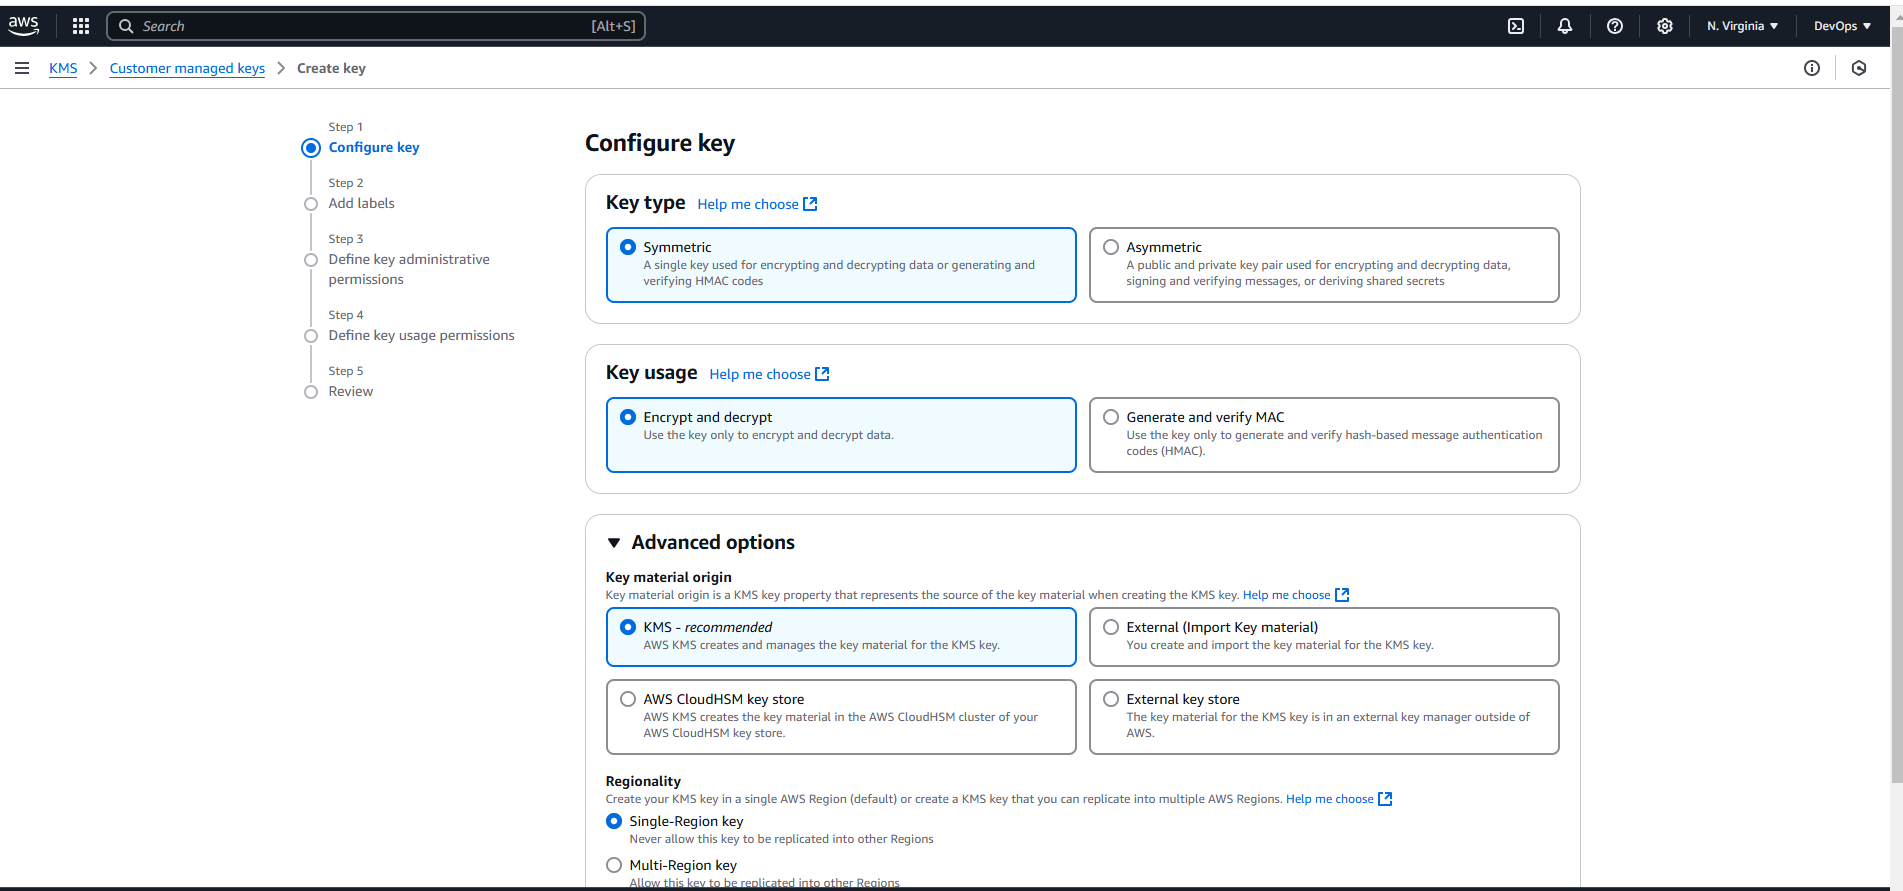 aws
Search [Alt+S]
N. Virginia
DevOps
KMS
Customer managed keys
Create key
Step 1
Configure key
Step 2
Add labels
Step 3
Define key administrative
permissions
Step 4
Define key usage permissions
Step 5
Review
Configure key
Key type Help me choose
Symmetric
A single key used for encrypting and decrypting data or generating and
verifying HMAC codes
Asymmetric
A public and private key pair used for encrypting and decrypting data,
signing and verifying messages, or deriving shared secrets
Key usage Help me choose
Encrypt and decrypt
Use the key only to encrypt and decrypt data.
Generate and verify MAC
Use the key only to generate and verify hash-based message authentication
codes (HMAC).
Advanced options
Key material origin
Key material origin is a KMS key property that represents the source of the key material when creating the KMS key. Help me choose
KMS - recommended
AWS KMS creates and manages the key material for the KMS key.
External (Import Key material)
You create and import the key material for the KMS key.
AWS CloudHSM key store
AWS KMS creates the key material in the AWS CloudHSM cluster of your
AWS CloudHSM key store.
External key store
The key material for the KMS key is in an external key manager outside of
AWS.
Regionality
Create your KMS key in a single AWS Region (default) or create a KMS key that you can replicate into multiple AWS Regions. Help me choose
Single-Region key
Never allow this key to be replicated into other Regions
Multi-Region key
Allow this key to be replicated into other Regions